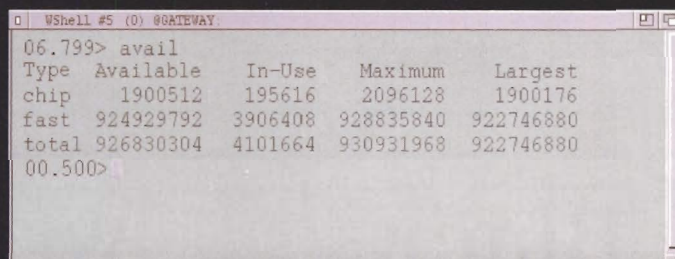 WShell #5 (0) @GATEWAY:
06.799> avail
Type Available In-Use Maximum Largest
chip 1900512 195616 2096128 1900176
fast 924929792 3906408 928835840 922746880
total 926830304 4101664 930931968 922746880
00.500>